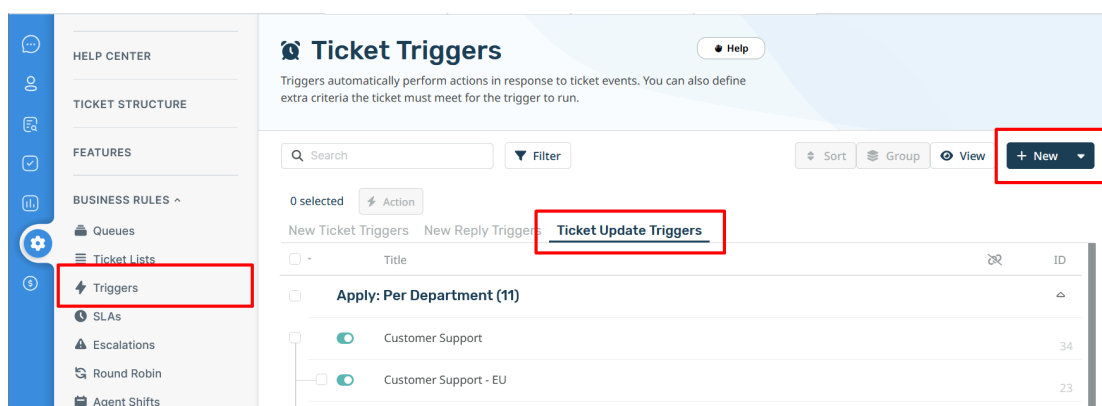 HELP CENTER
TICKET STRUCTURE
FEATURES
BUSINESS RULES
Queues
Ticket Lists
Triggers
SLAs
Escalations
Round Robin
Agent Shifts
Ticket Triggers
Help
Triggers automatically perform actions in response to ticket events. You can also define
extra criteria the ticket must meet for the trigger to run.
Search
Filter
Sort
Group
View
+ New
0 selected
Action
New Ticket Triggers
New Reply Triggers
Ticket Update Triggers
Title
ID
Apply: Per Department (11)
Customer Support
34
Customer Support - EU
23